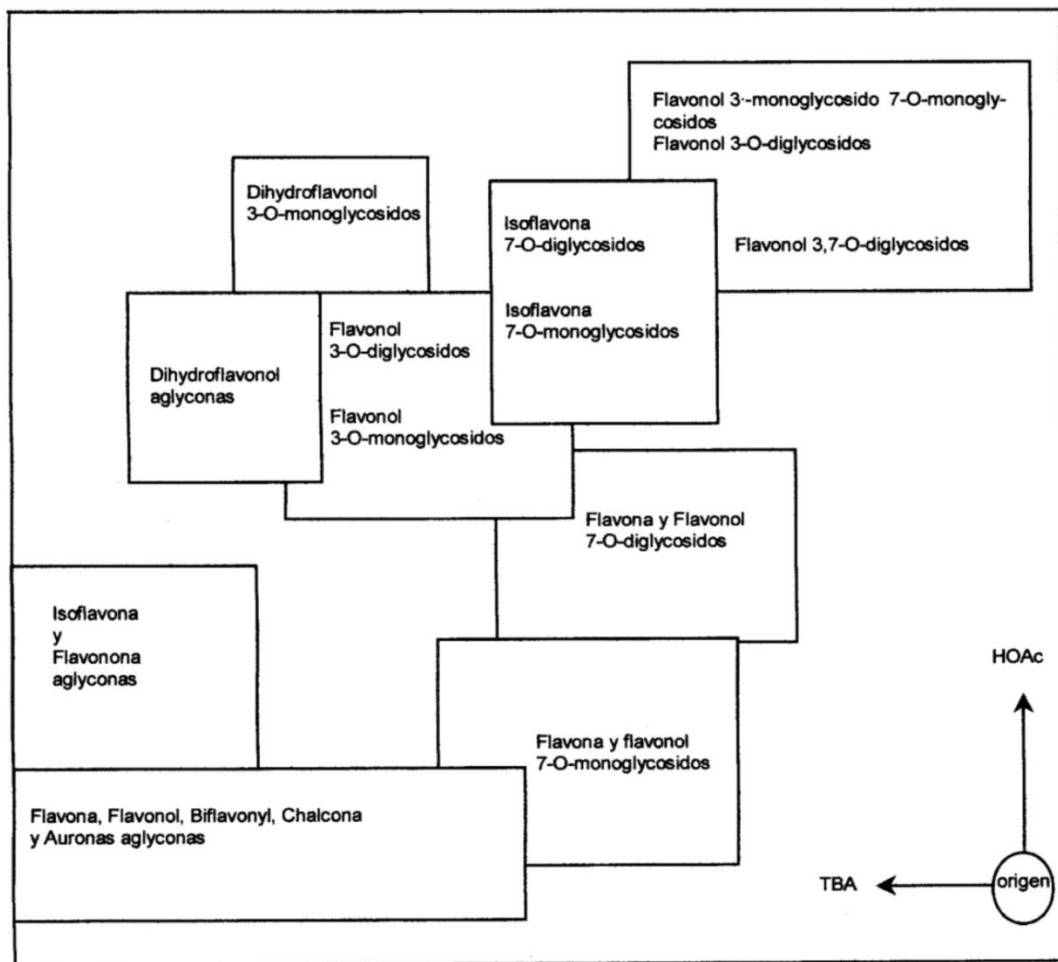 Flavonol 3·-monoglycosido 7-O-monogly-
cosidos
Flavonol 3-O-diglycosidos
Flavonol 3,7-O-diglycosidos
Dihydroflavonol
3-O-monoglycosidos
Isoflavona
7-O-diglycosidos
Isoflavona
7-O-monoglycosidos
Flavonol
3-O-diglycosidos
Flavonol
3-O-monoglycosidos
Dihydroflavonol
aglyconas
Flavona y Flavonol
7-O-diglycosidos
Isoflavona
y
Flavonona
aglyconas
HOAc
Flavona y flavonol
7-O-monoglycosidos
Flavona, Flavonol, Biflavonyl, Chalcona
y Auronas aglyconas
TBA
origen